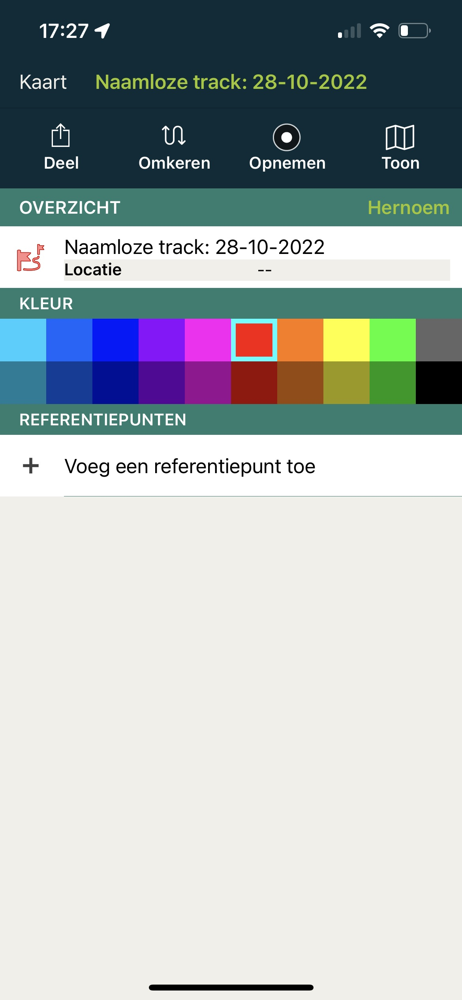 17:27
Kaart Naamloze track: 28-10-2022
Deel Omkeren Opnemen Toon
OVERZICHT Hernoem
Naamloze track: 28-10-2022
Locatie --
KLEUR
REFERENTIEPUNTEN
+ Voeg een referentiepunt toe